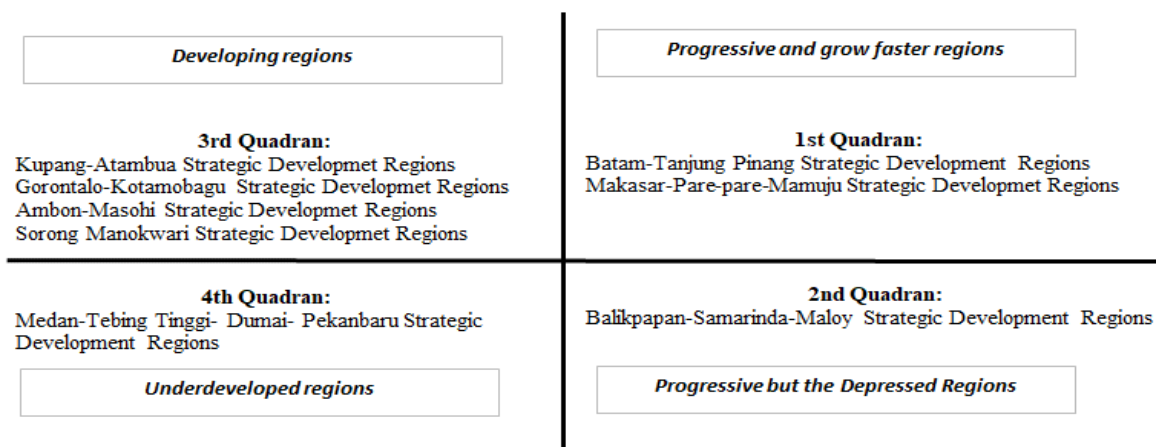 Developing regions
3rd Quadran:
Kupang-Atambua Strategic Developmet Regions
Gorontalo-Kotamobagu Strategic Developmet Regions
Ambon-Masohi Strategic Developmet Regions
Sorong Manokwari Strategic Developmet Regions
Progressive and grow faster regions
1st Quadran:
Batam-Tanjung Pinang Strategic Development Regions
Makasar-Pare-pare-Mamuju Strategic Developmet Regions
4th Quadran:
Medan-Tebing Tinggi- Dumai- Pekanbaru Strategic
Development Regions
Underdeveloped regions
2nd Quadran:
Balikpapan-Samarinda-Maloy Strategic Development Regions
Progressive but the Depressed Regions